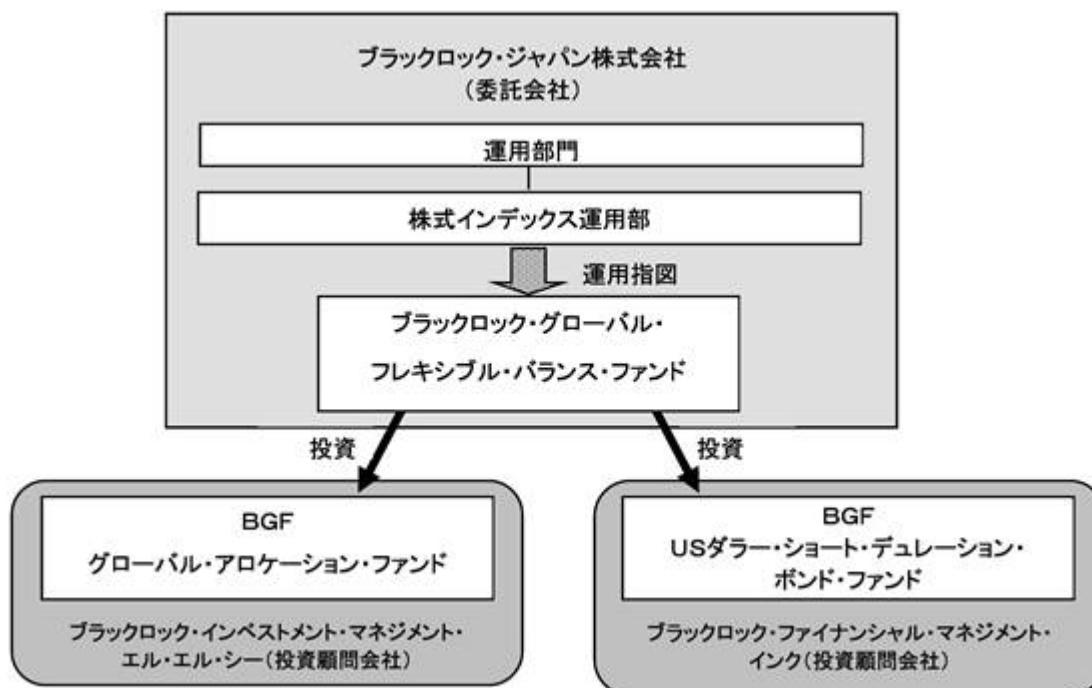 ブラックロック・ジャパン株式会社
（委託会社）
運用部門
株式インデックス運用部
運用指図
ブラックロック・グローバル・
フレキシブル・バランス・ファンド
投資
投資
BGF
グローバル・アロケーション・ファンド
ブラックロック・インベストメント・マネジメント・
エル・エル・シー（投資顧問会社）
BGF
USダラー・ショート・デュレーション・
ボンド・ファンド
ブラックロック・ファイナンシャル・マネジメント・
インク（投資顧問会社）